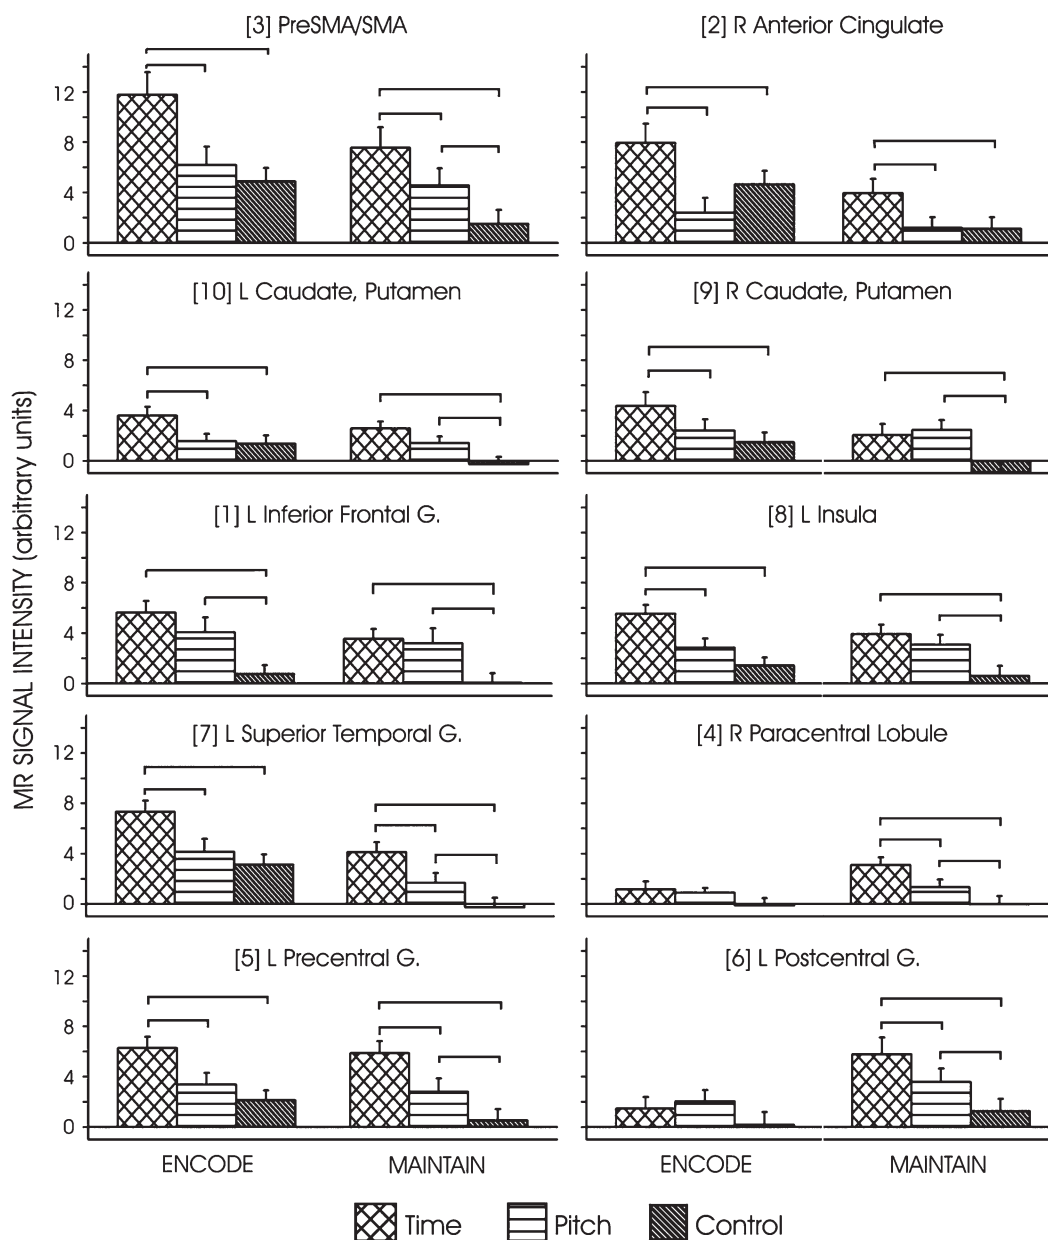 [3] PreSMA/SMA
[2] R Anterior Cingulate
12
8
4
0
[10] L Caudate, Putamen
[9] R Caudate, Putamen
12
8
4
0
[1] L Inferior Frontal G.
[8] L Insula
12
8
4
0
[7] L Superior Temporal G.
[4] R Paracentral Lobule
12
8
4
0
[5] L Precentral G.
[6] L Postcentral G.
12
8
4
0
MR SIGNAL INTENSITY (arbitrary units)
ENCODE MAINTAIN ENCODE MAINTAIN
Time Pitch Control